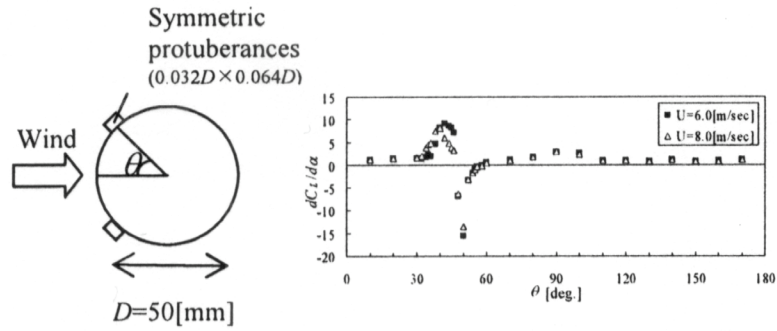 Symmetric
protuberances
(0.032D×0.064D)
Wind
θ
D=50[mm]
15
10
5
0
-5
-10
-15
-20
dCL/dα
■ U=6.0[m/sec]
△ U=8.0[m/sec]
0 30 60 90 120 150 180
θ [deg.]